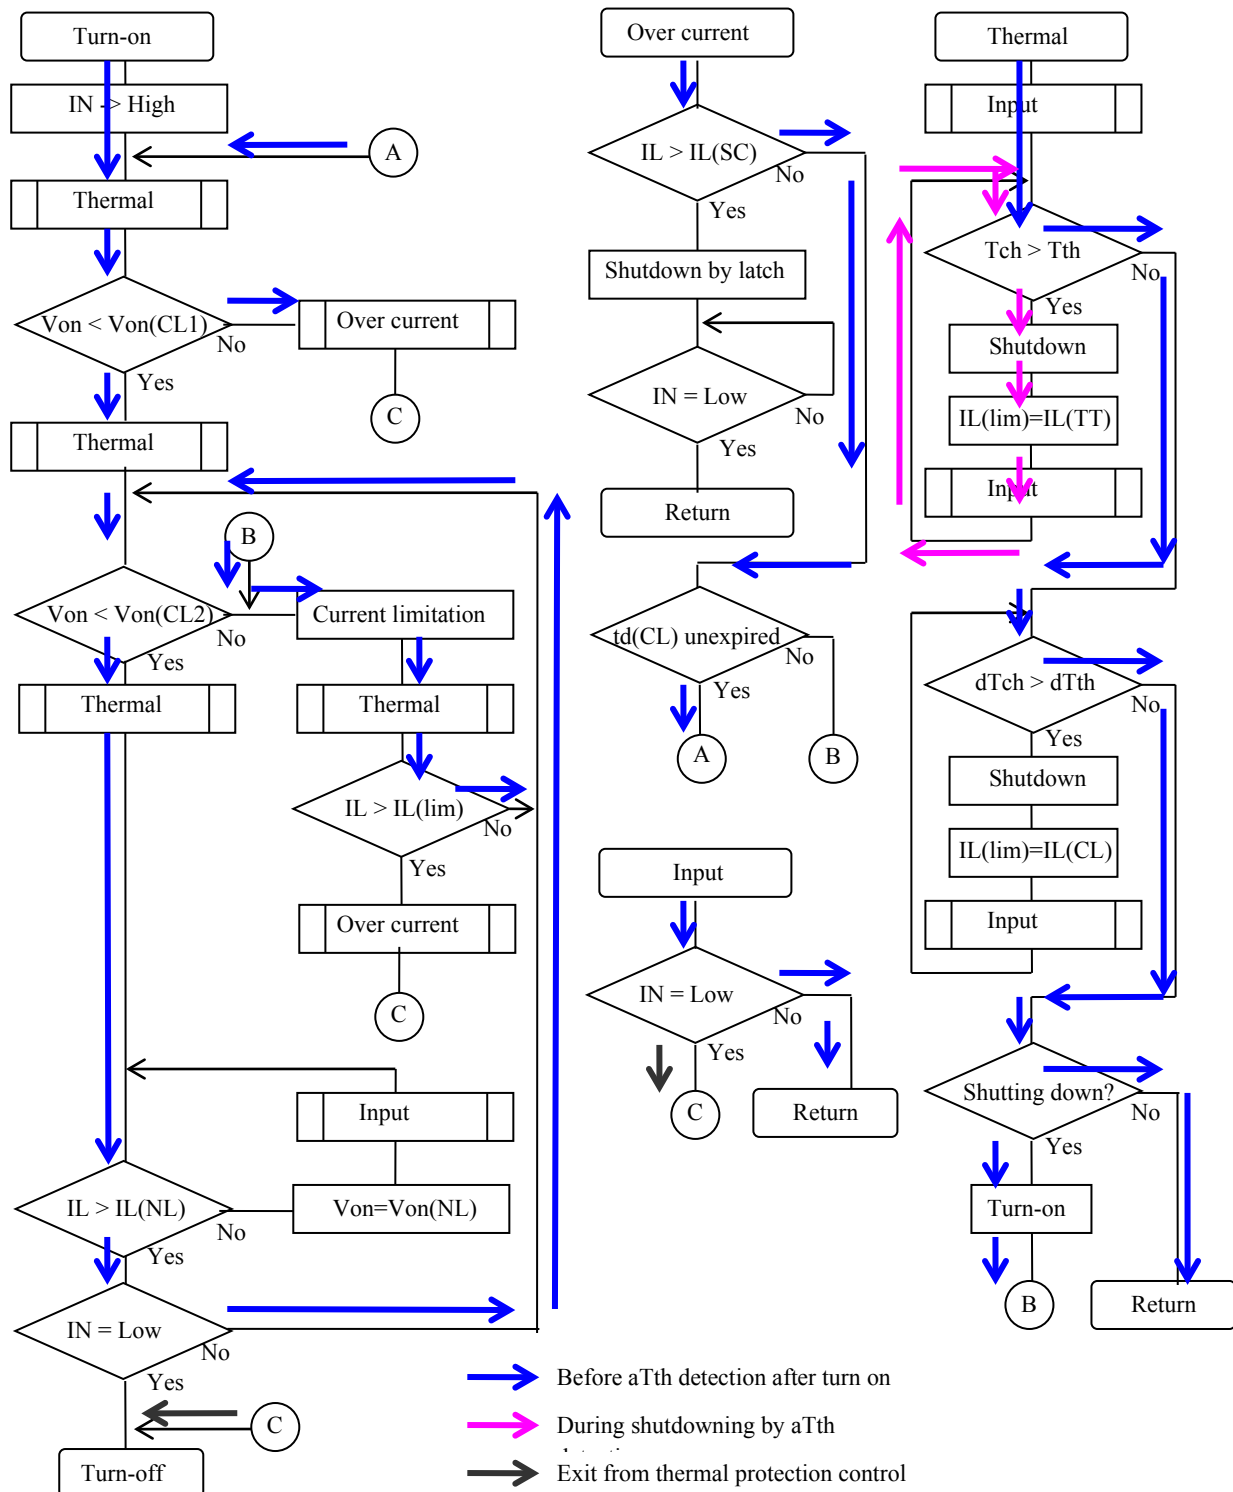 Turn-on
IN -> High
A
Thermal
Von < Von(CL1)
No
Yes
Over current
C
Thermal
B
Von < Von(CL2)
No
Yes
Current limitation
Thermal
Thermal
IL > IL(lim)
No
Yes
Over current
C
Input
IL > IL(NL)
No
Yes
Von=Von(NL)
IN = Low
No
Yes
C
Turn-off
Over current
IL > IL(SC)
No
Yes
Shutdown by latch
IN = Low
No
Yes
Return
td(CL) unexpired
No
Yes
A
B
Input
IN = Low
No
Yes
C
Return
Thermal
Input
Tch > Tth
No
Yes
Shutdown
IL(lim)=IL(TT)
Input
dTch > dTth
No
Yes
Shutdown
IL(lim)=IL(CL)
Input
Shutting down?
No
Yes
Turn-on
B
Return
Before aTth detection after turn on
During shutdowning by aTth
Exit from thermal protection control